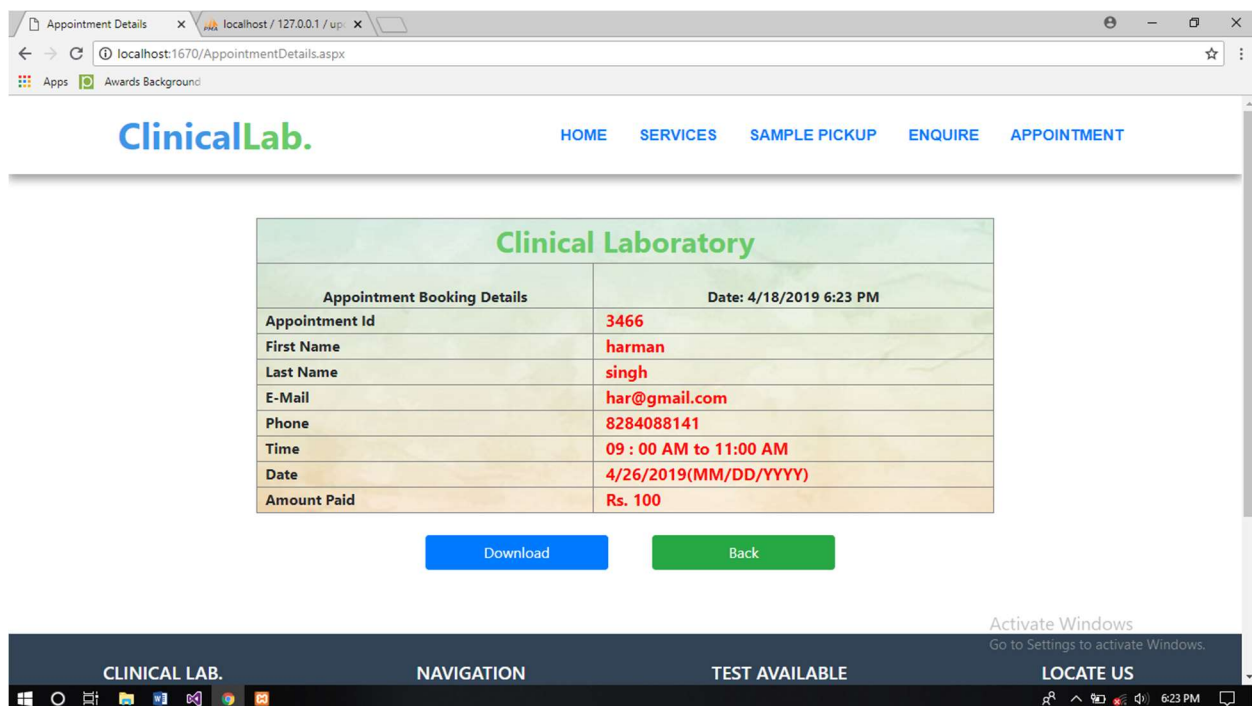 Appointment Details
localhost / 127.0.0.1 / up
localhost:1670/AppointmentDetails.aspx
Apps Awards Background
ClinicalLab. HOME SERVICES SAMPLE PICKUP ENQUIRE APPOINTMENT
Clinical Laboratory
Appointment Booking Details Date: 4/18/2019 6:23 PM
Appointment Id 3466
First Name harman
Last Name singh
E-Mail har@gmail.com
Phone 8284088141
Time 09 : 00 AM to 11:00 AM
Date 4/26/2019(MM/DD/YYYY)
Amount Paid Rs. 100
Download Back
Activate Windows
Go to Settings to activate Windows.
CLINICAL LAB. NAVIGATION TEST AVAILABLE LOCATE US
6:23 PM